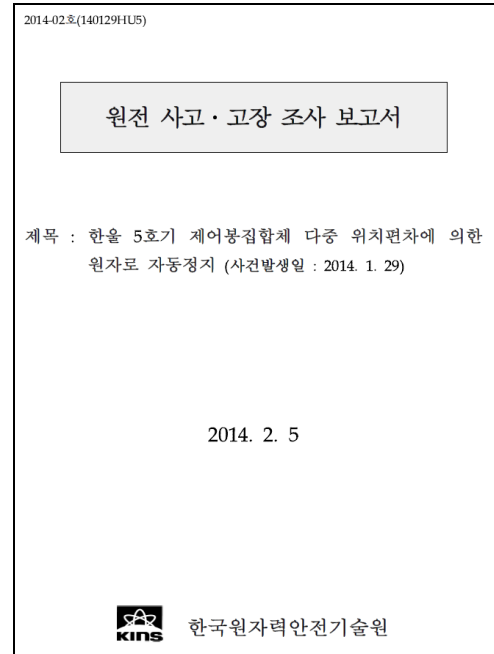 2014-02호(140129HU5)
원전 사고·고장 조사 보고서
제목 : 한울 5호기 제어봉집합체 다중 위치편차에 의한
원자로 자동정지 (사건발생일 : 2014. 1. 29)
2014. 2. 5
KINS 한국원자력안전기술원